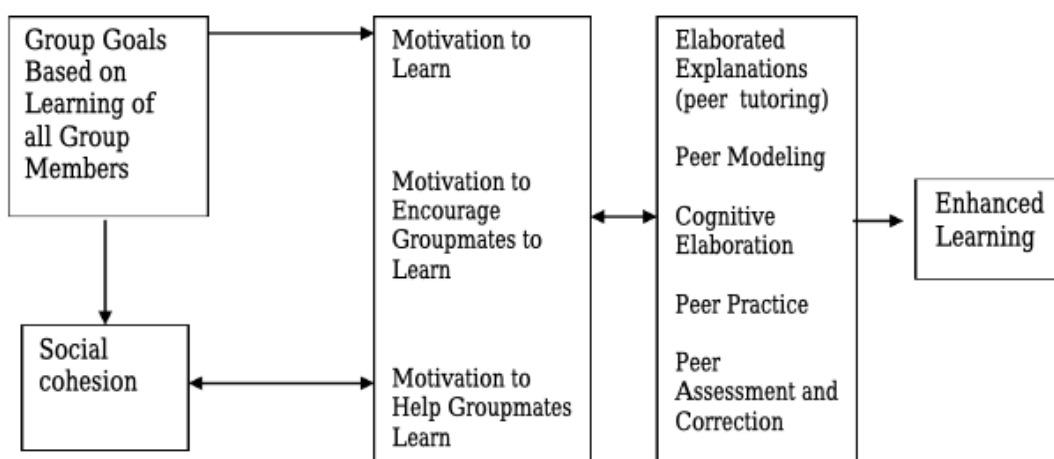 Group Goals
Based on
Learning of
all Group
Members
Social
cohesion
Motivation to
Learn
Motivation to
Encourage
Groupmates to
Learn
Motivation to
Help Groupmates
Learn
Elaborated
Explanations
(peer tutoring)
Peer Modeling
Cognitive
Elaboration
Peer Practice
Peer
Assessment and
Correction
Enhanced
Learning